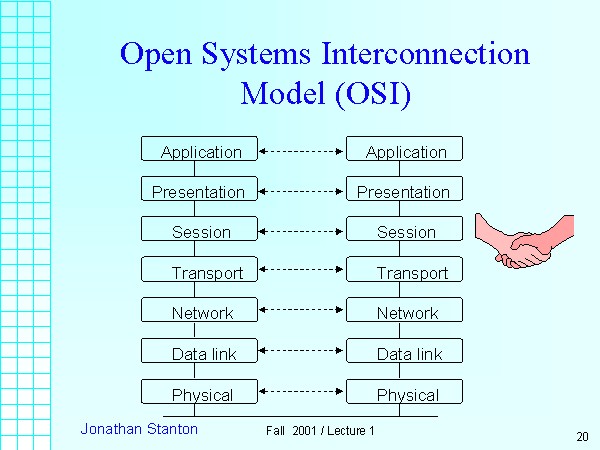 Open Systems Interconnection
Model (OSI)
Application Application
Presentation Presentation
Session Session
Transport Transport
Network Network
Data link Data link
Physical Physical
Jonathan Stanton Fall 2001 / Lecture 1 20